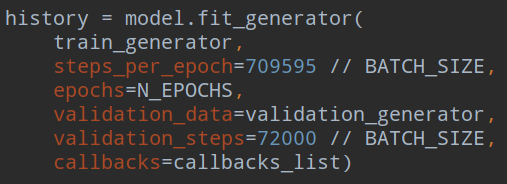 history = model.fit_generator(
    train_generator,
    steps_per_epoch=709595 // BATCH_SIZE,
    epochs=N_EPOCHS,
    validation_data=validation_generator,
    validation_steps=72000 // BATCH_SIZE,
    callbacks=callbacks_list)